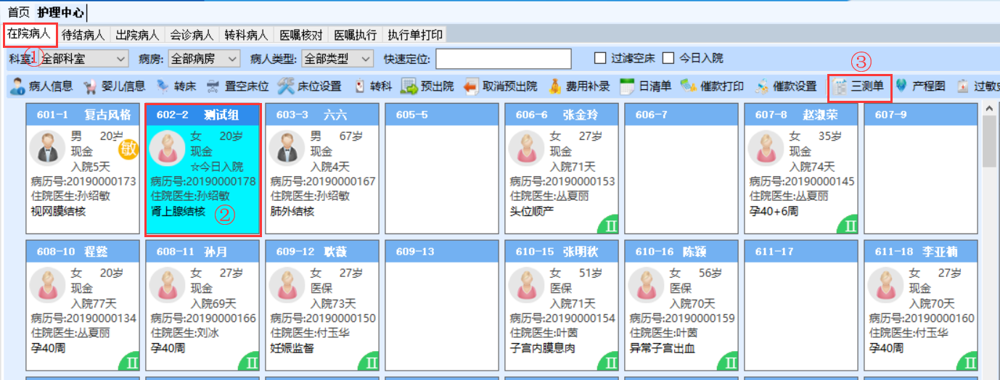 首页 护理中心
在院病人 待结病人 出院病人 会诊病人 转科病人 医嘱核对 医嘱执行 执行单打印
科室: 全部科室 病房: 全部病房 病人类型: 全部类型 快速定位: 过滤空床 今日入院
① ③
病人信息 婴儿信息 转床 置空床位 床位设置 转科 预出院 取消预出院 费用补录 日清单 催款打印 催款设置 三测单 产程图
601-1 复古风格 602-2 测试组 603-3 六六 605-5 606-6 张金玲 606-7 607-8 赵淑荣 607-9
男 20岁 女 20岁 男 67岁 女 27岁 女 35岁
现金 敏 现金 现金 现金 现金
入院5天 ☆今日入院 入院4天 入院71天 入院74天
病历号:20190000173 病历号:20190000178 病历号:20190000167 病历号:20190000153 病历号:20190000145
住院医生:孙绍敏 住院医生:孙绍敏 住院医生:丛夏丽 住院医生:丛夏丽
视网膜结核 肾上腺结核 ② 肺外结核 头位顺产 孕40+6周
II II
608-10 程懿 608-11 孙月 609-12 耿薇 609-13 610-15 张明秋 610-16 陈颖 611-17 611-18 李亚楠
女 20岁 女 27岁 女 27岁 女 51岁 女 56岁 女 27岁
现金 现金 医保 医保 医保 现金
入院77天 入院69天 入院73天 入院71天 入院70天 入院70天
病历号:20190000134 病历号:20190000166 病历号:20190000150 病历号:20190000154 病历号:20190000159 病历号:20190000160
住院医生:丛夏丽 住院医生:刘冰 住院医生:付玉华 住院医生:叶茵 住院医生:叶茵 住院医生:付玉华
孕40周 孕40周 妊娠监督 子宫内膜息肉 异常子宫出血 孕40周
II II II II II II